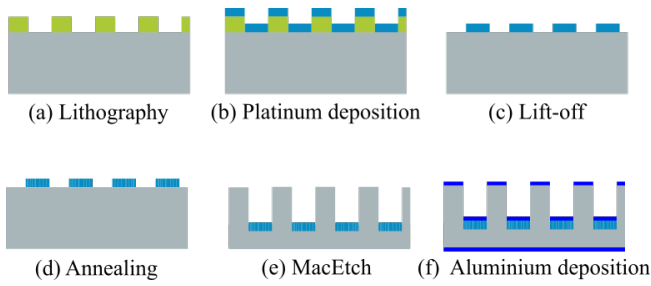 (a) Lithography
(b) Platinum deposition
(c) Lift-off
(d) Annealing
(e) MacEtch
(f) Aluminium deposition